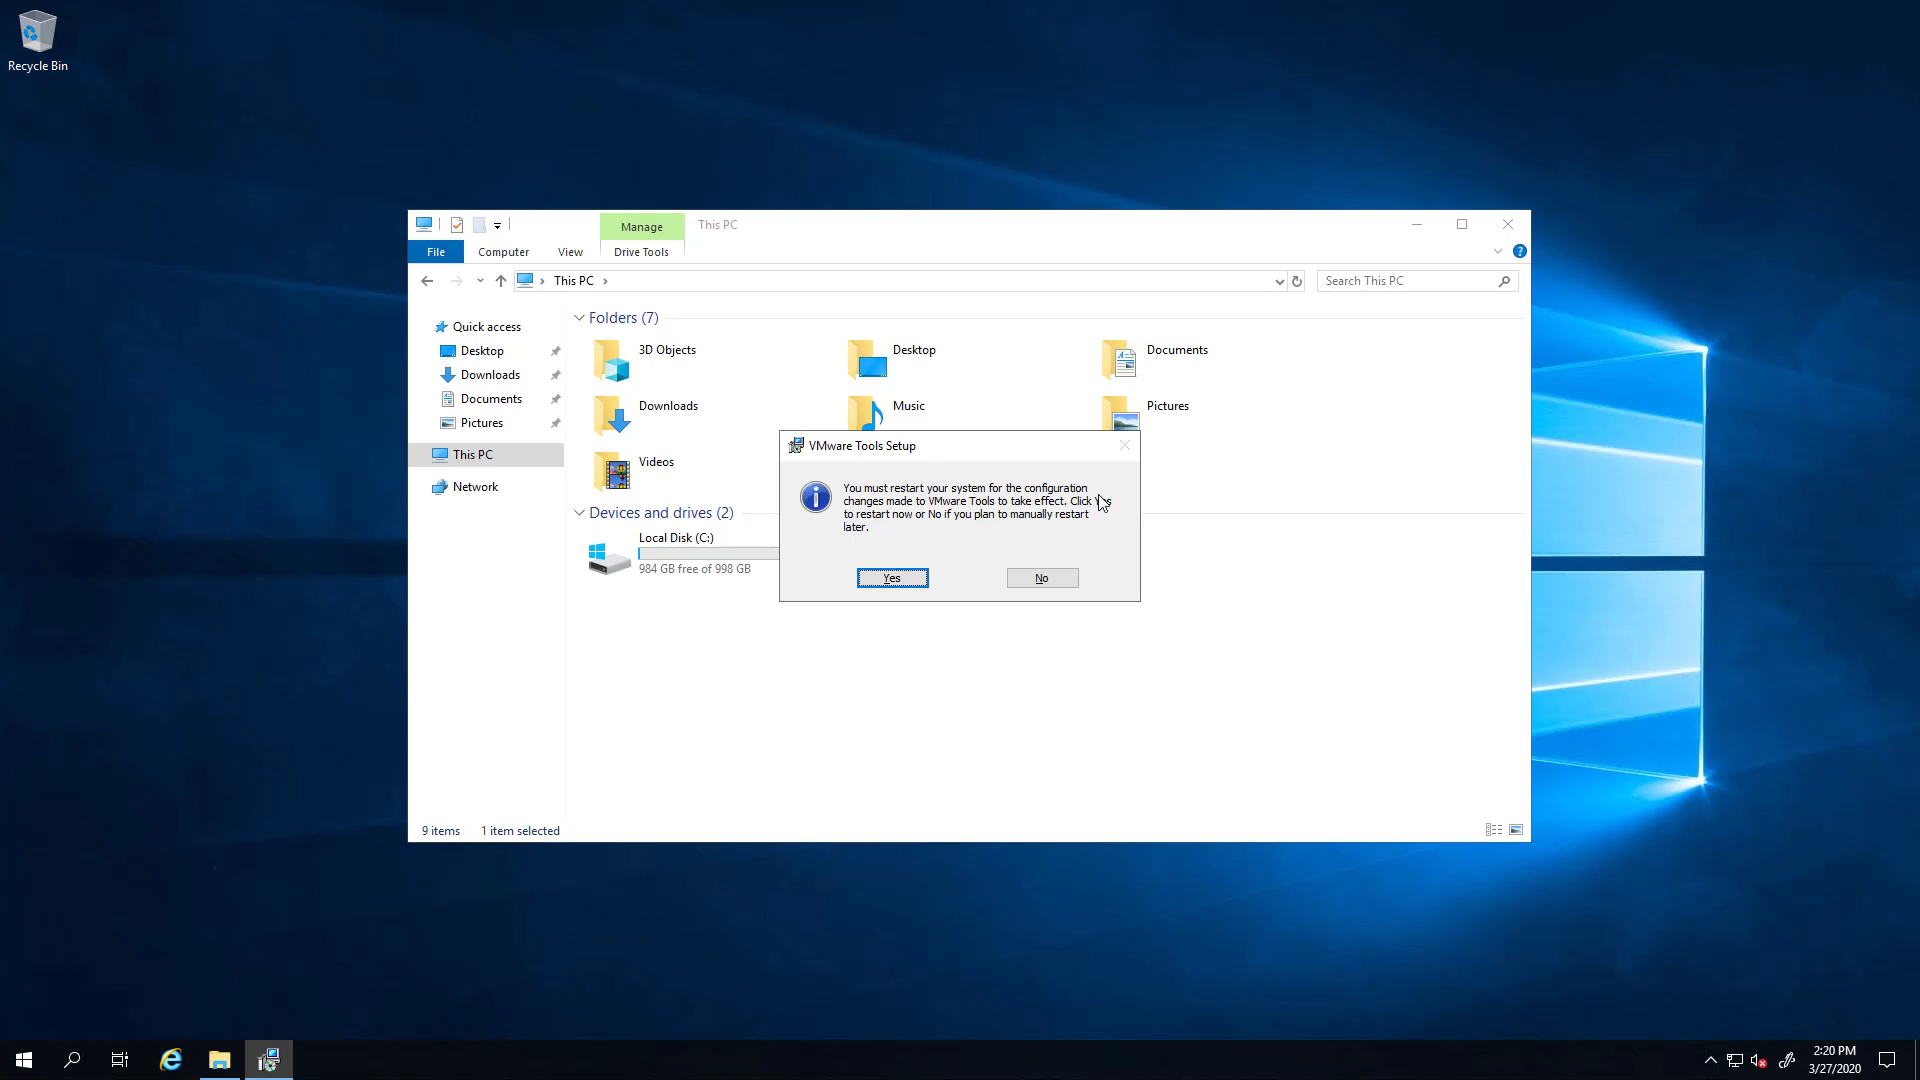 Recycle Bin
Manage
This PC
File
Computer
View
Drive Tools
This PC
Search This PC
Quick access
Desktop
Downloads
Documents
Pictures
This PC
Network
Folders (7)
3D Objects
Desktop
Documents
Downloads
Music
Pictures
Videos
Devices and drives (2)
Local Disk (C:)
984 GB free of 998 GB
VMware Tools Setup
You must restart your system for the configuration
changes made to VMware Tools to take effect. Click Yes
to restart now or No if you plan to manually restart
later.
Yes
No
9 items
1 item selected
2:20 PM
3/27/2020